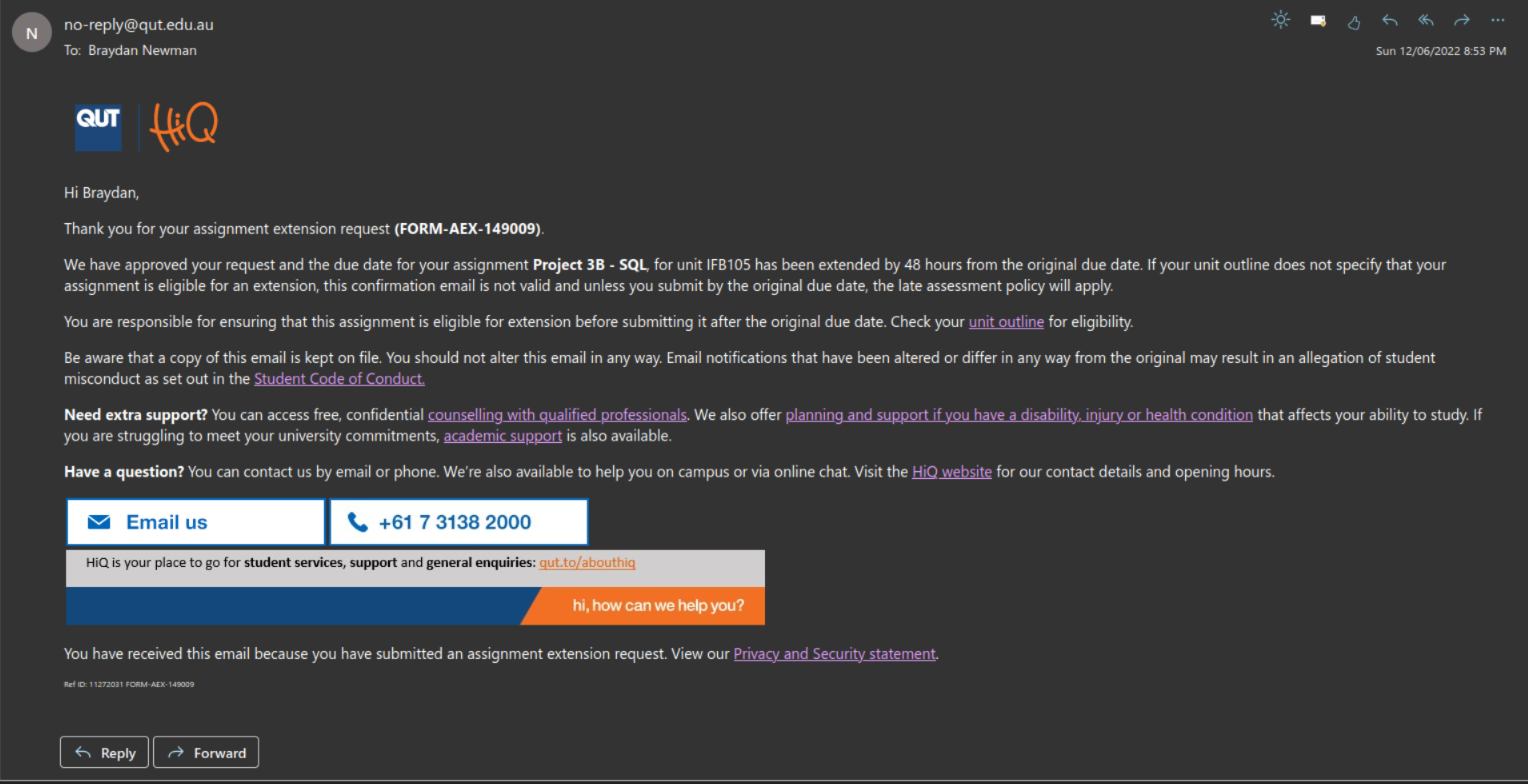 N
no-reply@qut.edu.au
To: Braydan Newman
Sun 12/06/2022 8:53 PM
QUT HiQ
Hi Braydan,
Thank you for your assignment extension request (FORM-AEX-149009).
We have approved your request and the due date for your assignment Project 3B - SQL, for unit IFB105 has been extended by 48 hours from the original due date. If your unit outline does not specify that your
assignment is eligible for an extension, this confirmation email is not valid and unless you submit by the original due date, the late assessment policy will apply.
You are responsible for ensuring that this assignment is eligible for extension before submitting it after the original due date. Check your unit outline for eligibility.
Be aware that a copy of this email is kept on file. You should not alter this email in any way. Email notifications that have been altered or differ in any way from the original may result in an allegation of student
misconduct as set out in the Student Code of Conduct.
Need extra support? You can access free, confidential counselling with qualified professionals. We also offer planning and support if you have a disability, injury or health condition that affects your ability to study. If
you are struggling to meet your university commitments, academic support is also available.
Have a question? You can contact us by email or phone. We're also available to help you on campus or via online chat. Visit the HiQ website for our contact details and opening hours.
Email us +61 7 3138 2000
HiQ is your place to go for student services, support and general enquiries: qut.to/abouthiq
hi, how can we help you?
You have received this email because you have submitted an assignment extension request. View our Privacy and Security statement.
Ref ID: 11272031 FORM-AEX-149009
Reply Forward